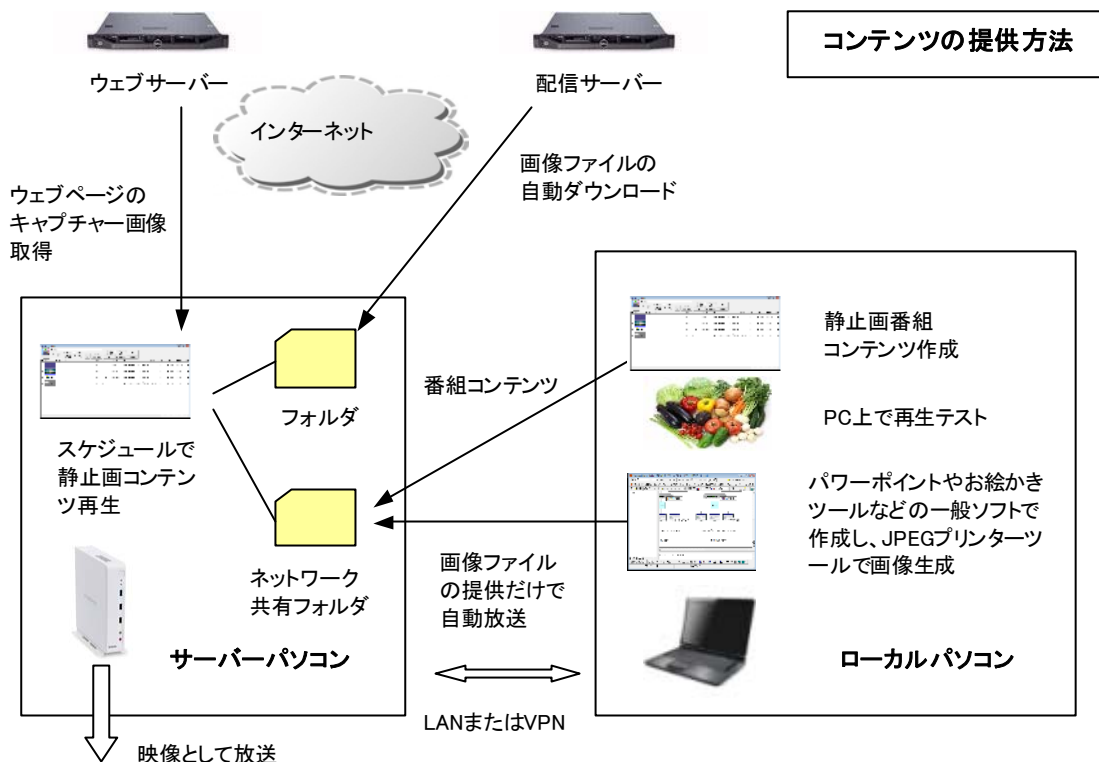 コンテンツの提供方法
ウェブサーバー
配信サーバー
インターネット
画像ファイルの
自動ダウンロード
ウェブページの
キャプチャー画像
取得
静止画番組
コンテンツ作成
番組コンテンツ
フォルダ
PC上で再生テスト
スケジュールで
静止画コンテン
ツ再生
パワーポイントやお絵かき
ツールなどの一般ソフトで
作成し、JPEGプリンターツ
ールで画像生成
ネットワーク
共有フォルダ
画像ファイル
の提供だけで
自動放送
サーバーパソコン
ローカルパソコン
LANまたはVPN
映像として放送